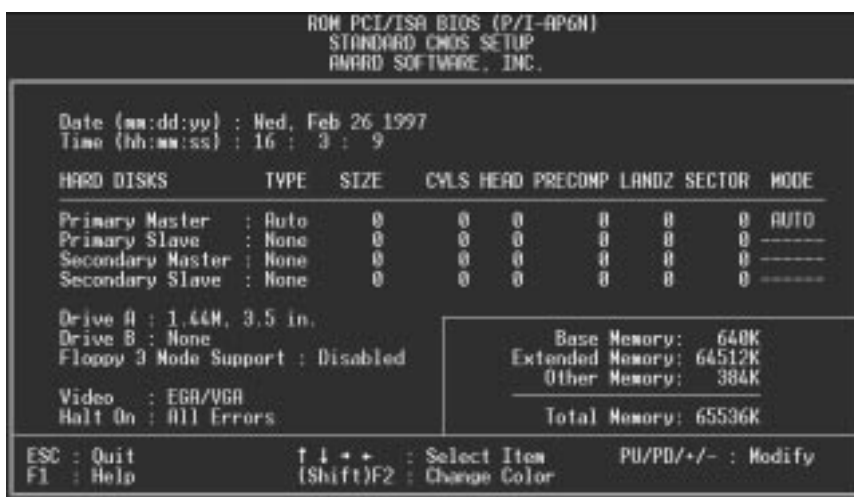 ROM PCI/ISA BIOS (P/I-AP6N)
STANDARD CMOS SETUP
AWARD SOFTWARE, INC.
Date (mm:dd:yy) : Wed, Feb 26 1997
Time (hh:mm:ss) : 16 : 3 : 9
HARD DISKS TYPE SIZE CYLS HEAD PRECOMP LANDZ SECTOR MODE
Primary Master : Auto 0 0 0 0 0 0 AUTO
Primary Slave : None 0 0 0 0 0 0 ------
Secondary Master : None 0 0 0 0 0 0 ------
Secondary Slave : None 0 0 0 0 0 0 ------
Drive A : 1.44M, 3.5 in.
Drive B : None
Floppy 3 Mode Support : Disabled
Video : EGA/VGA
Halt On : All Errors
Base Memory: 640K
Extended Memory: 64512K
Other Memory: 384K
Total Memory: 65536K
ESC : Quit ↑ ↓ → ← : Select Item PU/PD/+/- : Modify
F1 : Help (Shift)F2 : Change Color